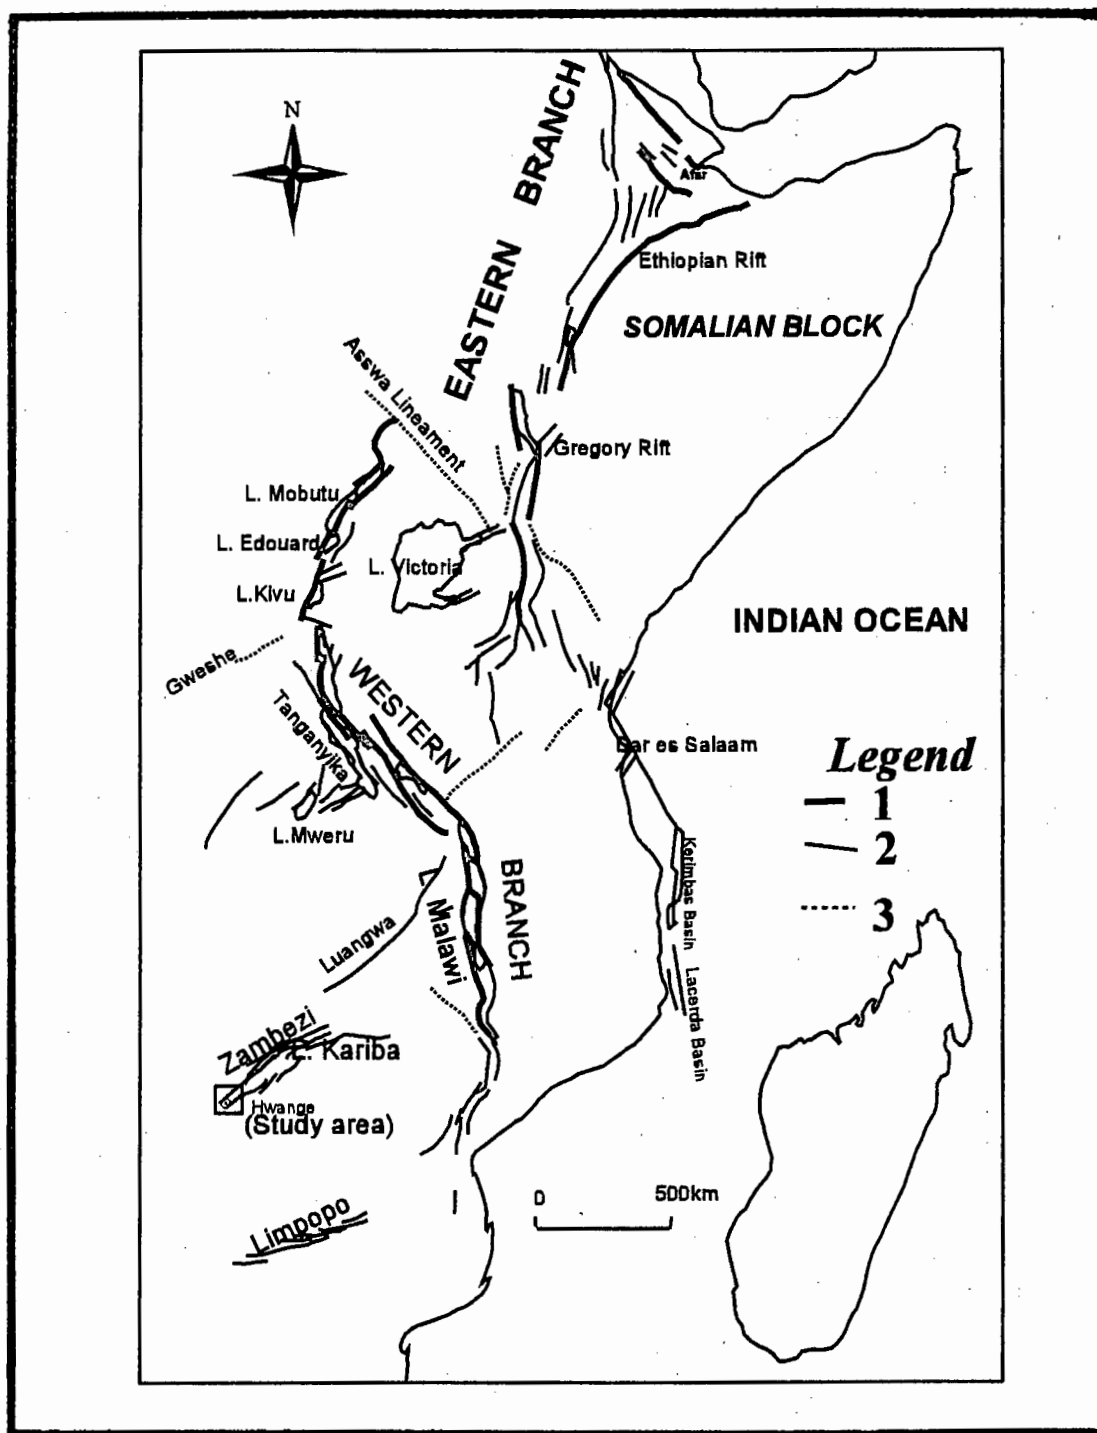 N
EASTERN BRANCH
Afar
Ethiopian Rift
SOMALIAN BLOCK
Asswa Lineament
Gregory Rift
L. Mobutu
L. Edouard
L. Victoria
L.Kivu
INDIAN OCEAN
Gweshe
WESTERN
Tanganyika
Dar es Salaam
Legend
1
L.Mweru
2
Kerimbas Basin
BRANCH
L. Malawi
3
Luangwa
Lacerda Basin
Zambezi
L. Kariba
Hwange
(Study area)
0 500km
Limpopo